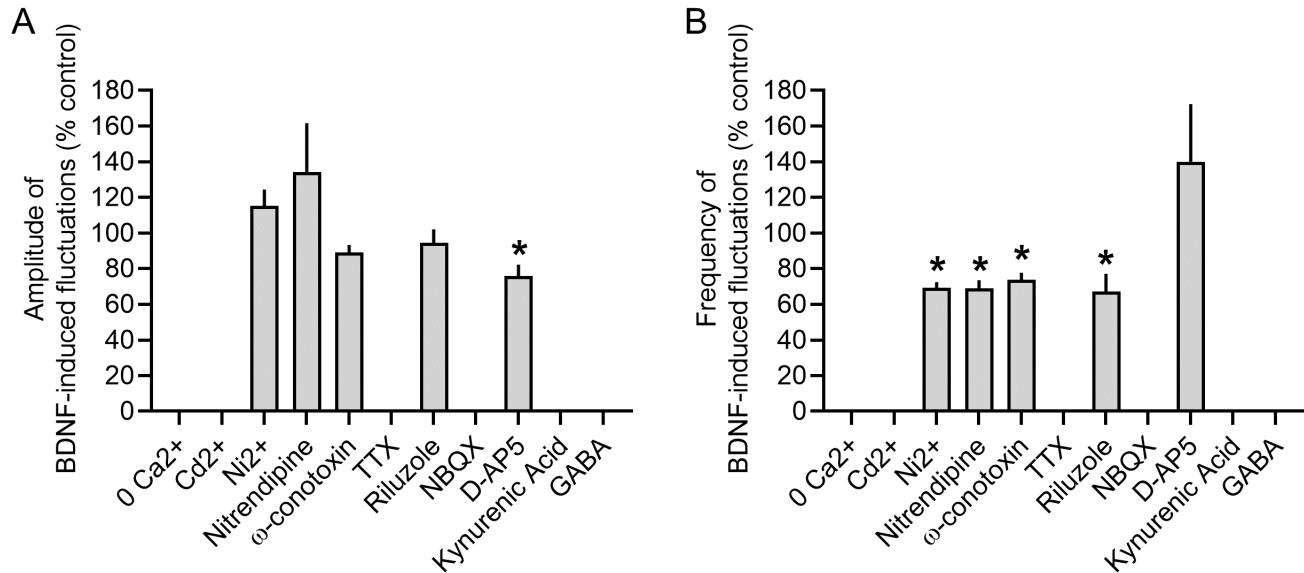 A
Amplitude of
BDNF-induced fluctuations (% control)
180
160
140
120
100
80
60
40
20
0
*
0 Ca2+
Cd2+
Ni2+
Nitrendipine
ω-conotoxin
TTX
Riluzole
NBQX
D-AP5
Kynurenic Acid
GABA
B
Frequency of
BDNF-induced fluctuations (% control)
180
160
140
120
100
80
60
40
20
0
* * * *
0 Ca2+
Cd2+
Ni2+
Nitrendipine
ω-conotoxin
TTX
Riluzole
NBQX
D-AP5
Kynurenic Acid
GABA